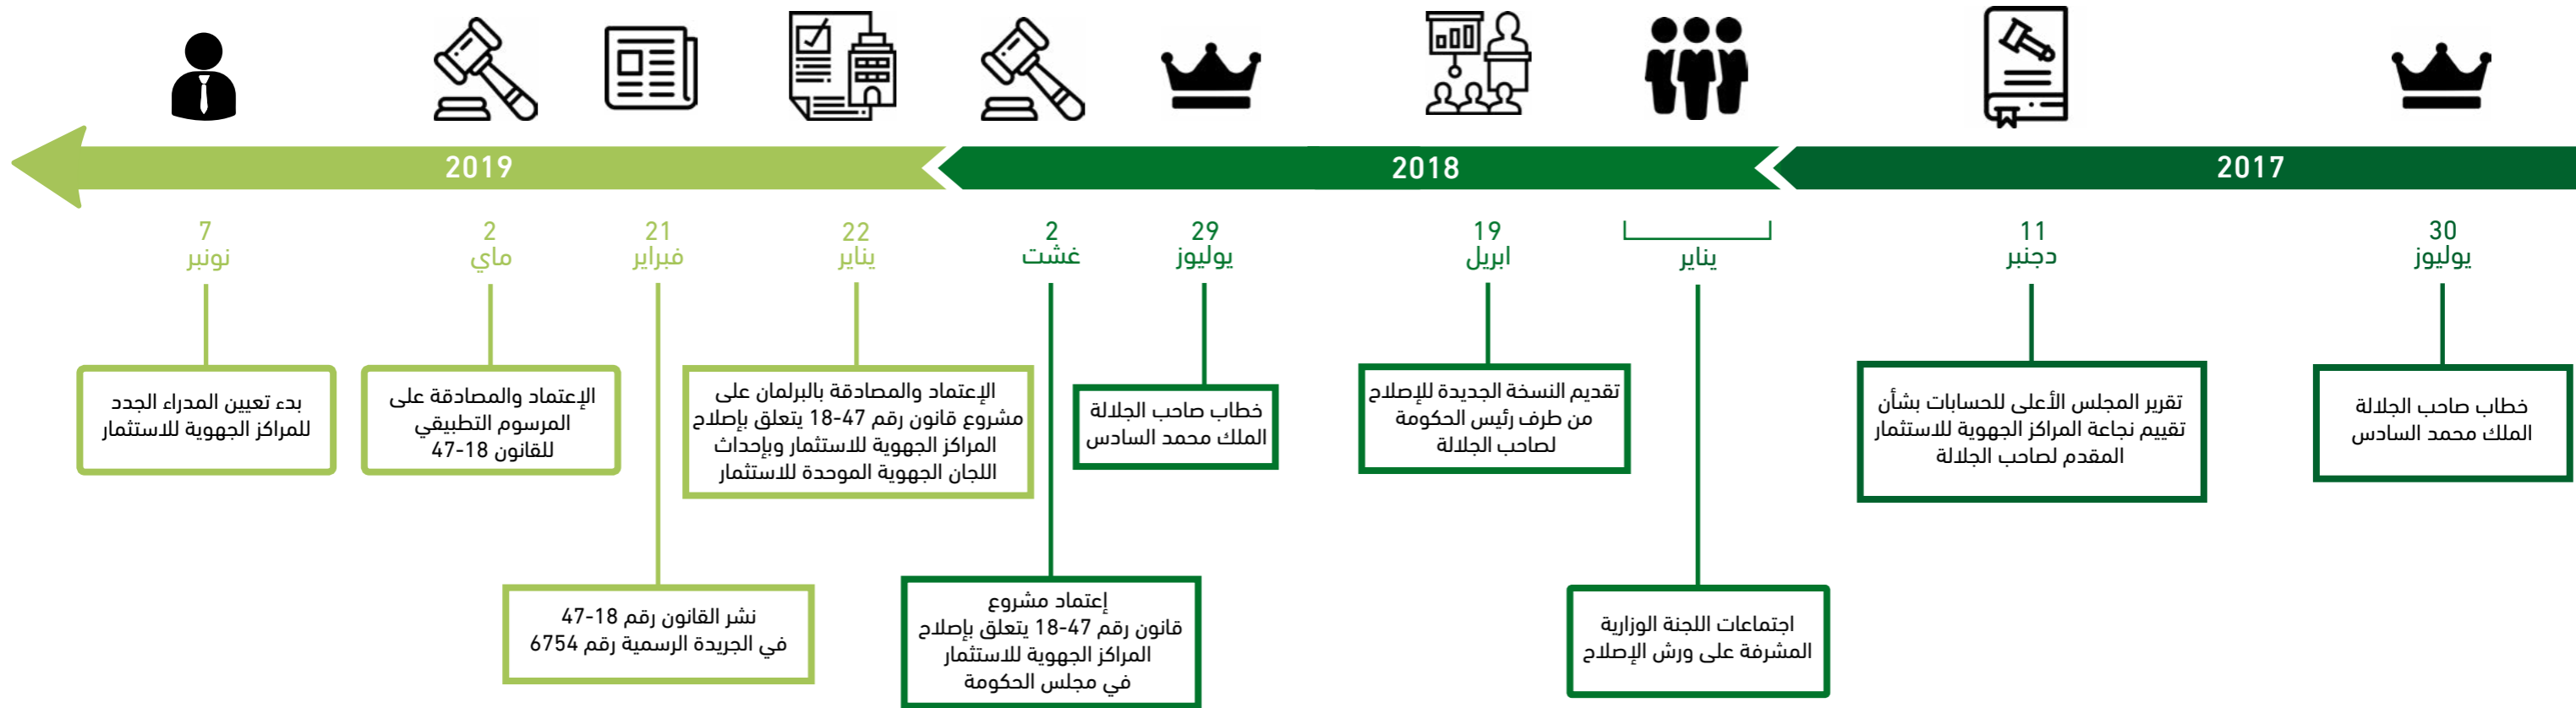 2017
2018
2019
30
يوليوز
خطاب صاحب الجلالة
الملك محمد السادس
11
دجنبر
تقرير المجلس الأعلى للحسابات بشأن
تقييم نجاعة المراكز الجهوية للاستثمار
المقدم لصاحب الجلالة
يناير
اجتماعات اللجنة الوزارية
المشرفة على ورش الإصلاح
19
ابريل
تقديم النسخة الجديدة للإصلاح
من طرف رئيس الحكومة
لصاحب الجلالة
29
يوليوز
خطاب صاحب الجلالة
الملك محمد السادس
2
غشت
إعتماد مشروع
قانون رقم 47-18 يتعلق بإصلاح
المراكز الجهوية للاستثمار
في مجلس الحكومة
22
يناير
الإعتماد والمصادقة بالبرلمان على
مشروع قانون رقم 47-18 يتعلق بإصلاح
المراكز الجهوية للاستثمار وبإحداث
اللجان الجهوية الموحدة للاستثمار
21
فبراير
نشر القانون رقم 18-47
في الجريدة الرسمية رقم 6754
2
ماي
الإعتماد والمصادقة على
المرسوم التطبيقي
للقانون 18-47
7
نونبر
بدء تعيين المدراء الجدد
للمراكز الجهوية للاستثمار